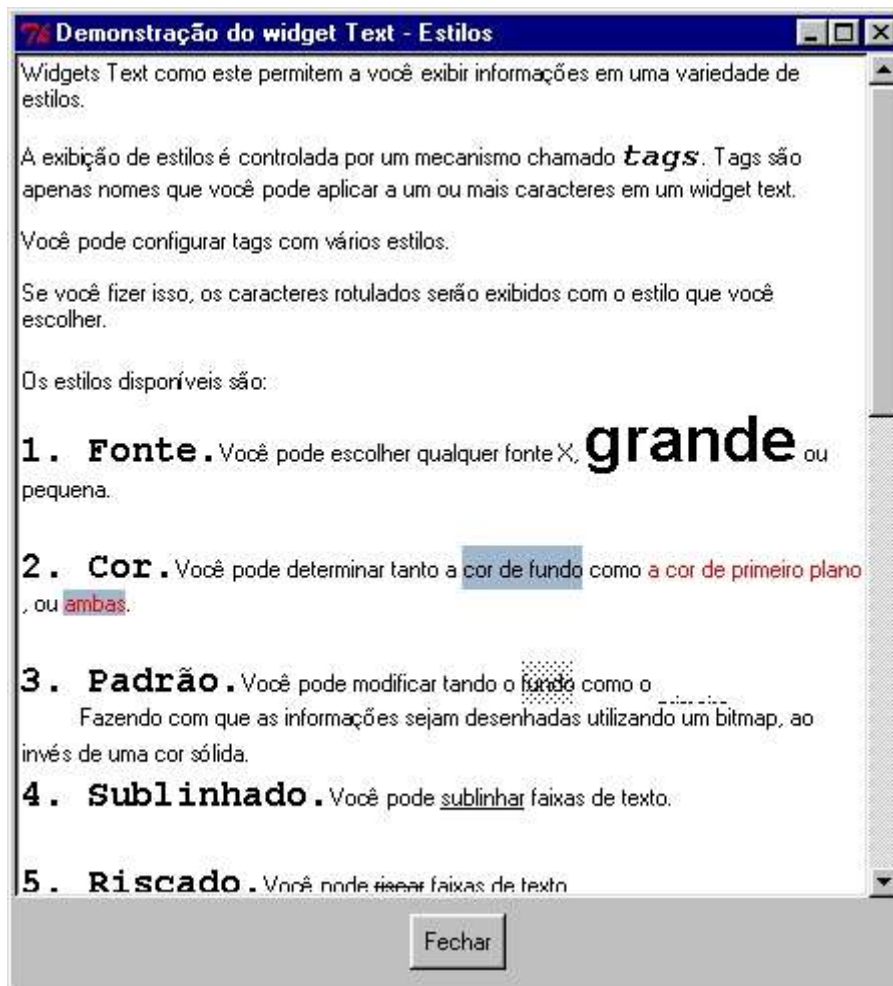 Demonstração do widget Text - Estilos
Widgets Text como este permitem a você exibir informações em uma variedade de
estilos.
A exibição de estilos é controlada por um mecanismo chamado tags. Tags são
apenas nomes que você pode aplicar a um ou mais caracteres em um widget text.
Você pode configurar tags com vários estilos.
Se você fizer isso, os caracteres rotulados serão exibidos com o estilo que você
escolher.
Os estilos disponíveis são:
1. Fonte. Você pode escolher qualquer fonte X, grande ou
pequena.
2. Cor. Você pode determinar tanto a cor de fundo como a cor de primeiro plano
, ou ambas.
3. Padrão. Você pode modificar tando o fundo como o
Fazendo com que as informações sejam desenhadas utilizando um bitmap, ao
invés de uma cor sólida.
4. Sublinhado. Você pode sublinhar faixas de texto.
5. Riscado. Você pode riscar faixas de texto
Fechar